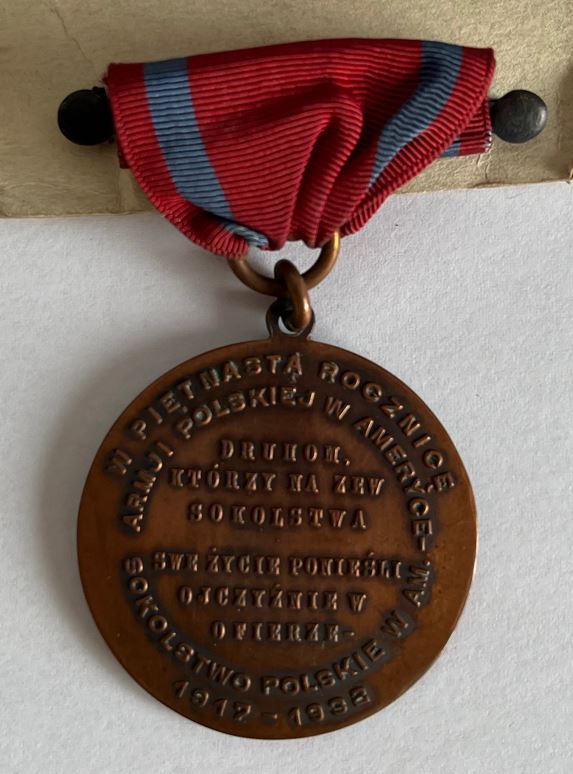 W PIĘTNASTĄ ROCZNICĘ
ARMJI POLSKIEJ W AMERYCE-
DRUHOM,
KTÓRZY NA ZEW
SOKOLSTWA
SWE ŻYCIE PONIEŚLI
OJCZYŹNIE W
OFIERZE-
SOKOLSTWO POLSKIE W AM.
1917-1932